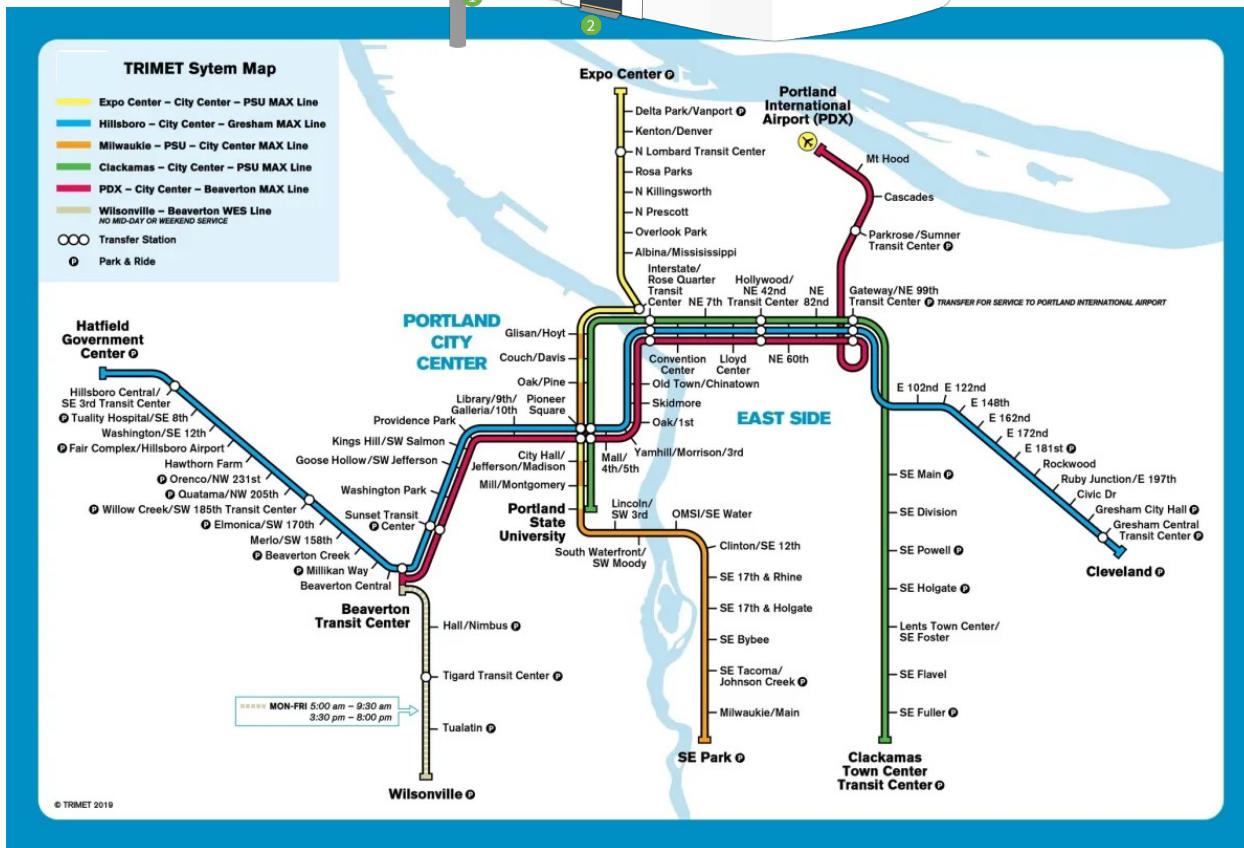 1
2
TRIMET Sytem Map
Expo Center – City Center – PSU MAX Line
Hillsboro – City Center – Gresham MAX Line
Milwaukie – PSU – City Center MAX Line
Clackamas – City Center – PSU MAX Line
PDX – City Center – Beaverton MAX Line
Wilsonville – Beaverton WES Line
NO MID-DAY OR WEEKEND SERVICE
Transfer Station
P Park & Ride
Expo Center P
Delta Park/Vanport P
Kenton/Denver
N Lombard Transit Center
Rosa Parks
N Killingsworth
N Prescott
Overlook Park
Albina/Missisissippi
Portland
International
Airport (PDX)
Mt Hood
Cascades
Parkrose/Sumner
Transit Center P
Interstate/
Rose Quarter
Transit
Center
NE 7th
Hollywood/
NE 42nd
Transit Center
NE
82nd
Gateway/NE 99th
Transit Center P TRANSFER FOR SERVICE TO PORTLAND INTERNATIONAL AIRPORT
PORTLAND
CITY
CENTER
Glisan/Hoyt
Couch/Davis
Oak/Pine
Library/9th/
Galleria/10th
Pioneer
Square
Convention
Center
Lloyd
Center
NE 60th
Old Town/Chinatown
Skidmore
Oak/1st
Yamhill/Morrison/3rd
Mall/
4th/5th
EAST SIDE
Hatfield
Government
Center P
Hillsboro Central/
SE 3rd Transit Center
P Tuality Hospital/SE 8th
Washington/SE 12th
P Fair Complex/Hillsboro Airport
Hawthorn Farm
P Orenco/NW 231st
P Quatama/NW 205th
P Willow Creek/SW 185th Transit Center
P Elmonica/SW 170th
Merlo/SW 158th
P Beaverton Creek
P Millikan Way
Beaverton Central
Beaverton
Transit Center
Providence Park
Kings Hill/SW Salmon
Goose Hollow/SW Jefferson
Washington Park
Sunset Transit
P Center
City Hall/
Jefferson/Madison
Mill/Montgomery
Portland
State
University
Lincoln/
SW 3rd
OMSI/SE Water
South Waterfront/
SW Moody
Clinton/SE 12th
SE 17th & Rhine
SE 17th & Holgate
SE Bybee
SE Tacoma/
Johnson Creek P
Milwaukie/Main
SE Park P
E 102nd
E 122nd
E 148th
E 162nd
E 172nd
E 181st P
Rockwood
Ruby Junction/E 197th
Civic Dr
Gresham City Hall P
Gresham Central
Transit Center P
Cleveland P
SE Main P
SE Division
SE Powell P
SE Holgate P
Lents Town Center/
SE Foster
SE Flavel
SE Fuller P
Clackamas
Town Center
Transit Center P
Hall/Nimbus P
Tigard Transit Center P
MON-FRI 5:00 am – 9:30 am
3:30 pm – 8:00 pm
Tualatin P
Wilsonville P
© TRIMET 2019